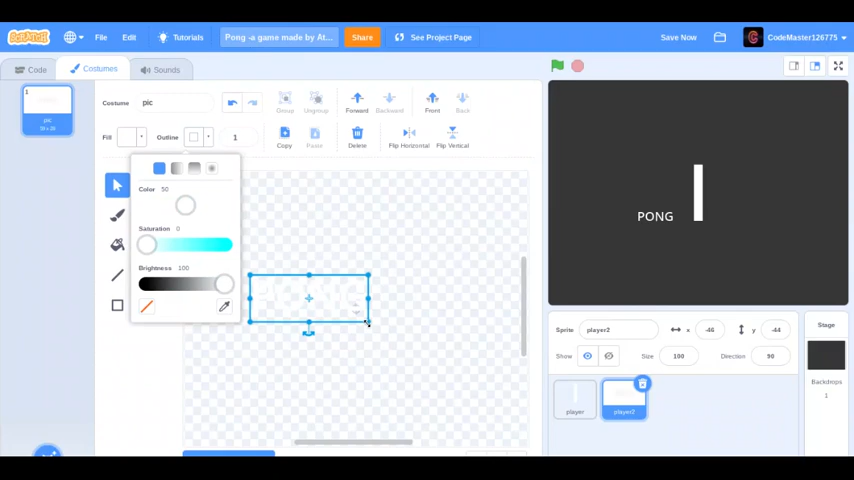 SCRATCH File Edit Tutorials Pong -a game made by At... Share See Project Page Save Now CodeMaster126775
Code Costumes Sounds
1
pic
Costume pic Group Ungroup Forward Backward Front Back
Fill Outline 1 Copy Paste Delete Flip Horizontal Flip Vertical
Color 50
Saturation 0
Brightness 100
PONG
Sprite player2 x -46 y -44
Show Size 100 Direction 90
player player2
Stage
Backdrops
1